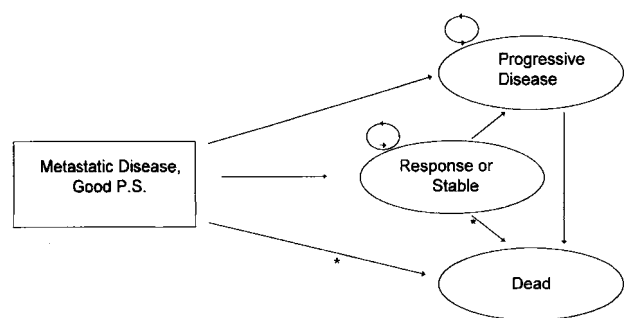 Progressive
Disease
Metastatic Disease,
Good P.S.
Response or
Stable
*
*
Dead